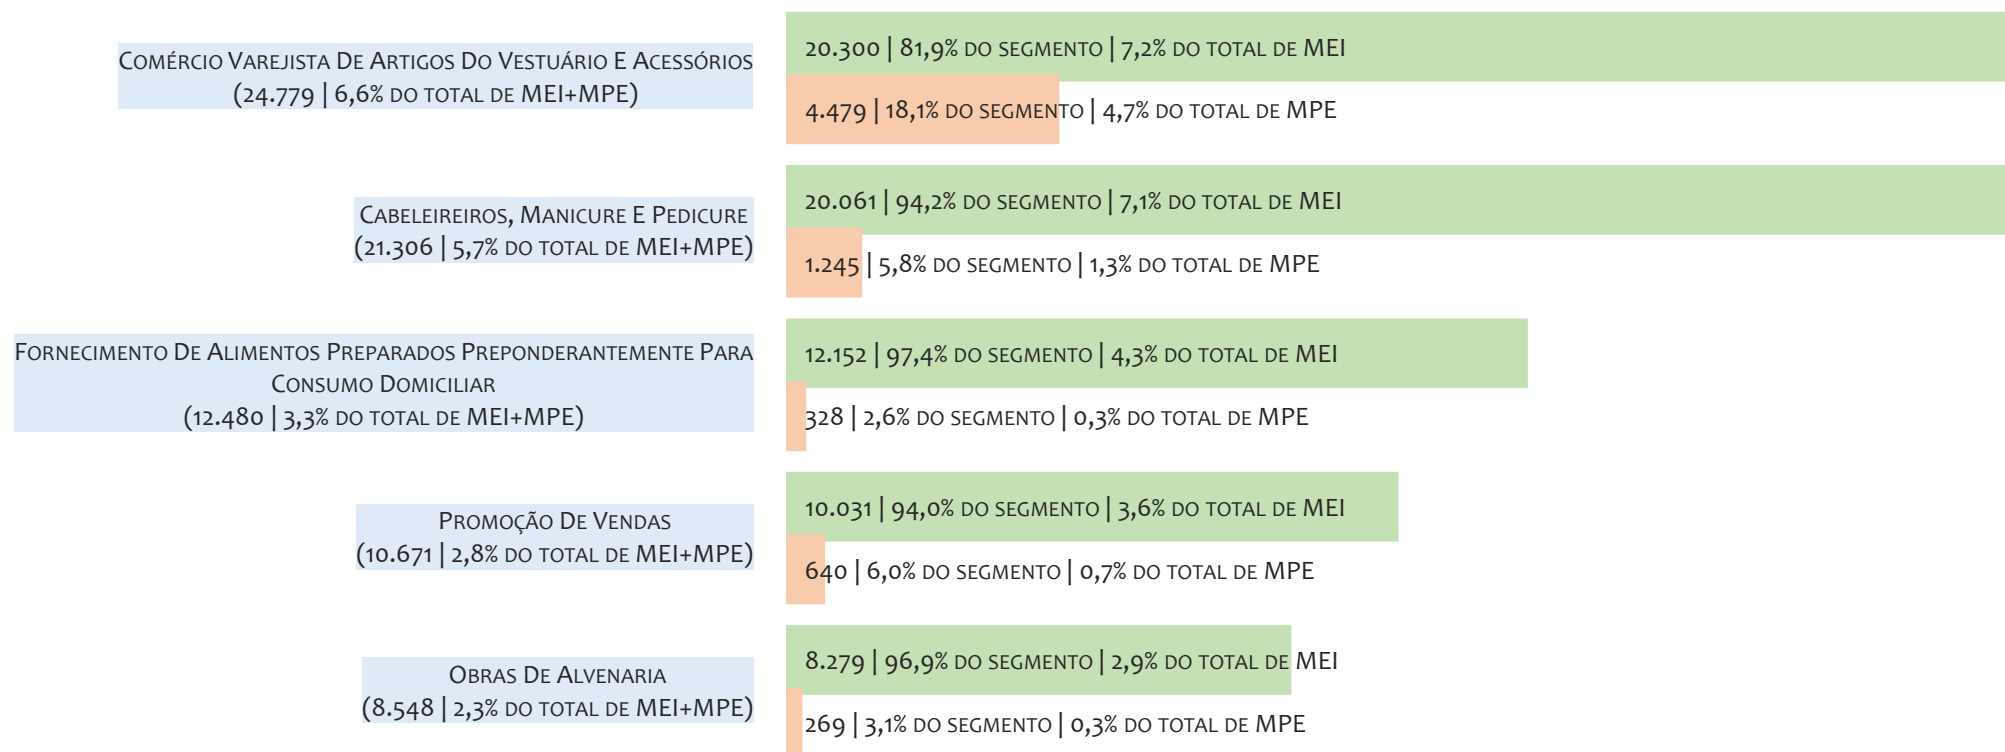 Comércio Varejista De Artigos Do Vestuário E Acessórios
(24.779 | 6,6% do total de MEI+MPE)
20.300 | 81,9% do segmento | 7,2% do total de MEI
4.479 | 18,1% do segmento | 4,7% do total de MPE
Cabeleireiros, Manicure E Pedicure
(21.306 | 5,7% do total de MEI+MPE)
20.061 | 94,2% do segmento | 7,1% do total de MEI
1.245 | 5,8% do segmento | 1,3% do total de MPE
Fornecimento De Alimentos Preparados Preponderantemente Para
Consumo Domiciliar
(12.480 | 3,3% do total de MEI+MPE)
12.152 | 97,4% do segmento | 4,3% do total de MEI
328 | 2,6% do segmento | 0,3% do total de MPE
Promoção De Vendas
(10.671 | 2,8% do total de MEI+MPE)
10.031 | 94,0% do segmento | 3,6% do total de MEI
640 | 6,0% do segmento | 0,7% do total de MPE
Obras De Alvenaria
(8.548 | 2,3% do total de MEI+MPE)
8.279 | 96,9% do segmento | 2,9% do total de MEI
269 | 3,1% do segmento | 0,3% do total de MPE